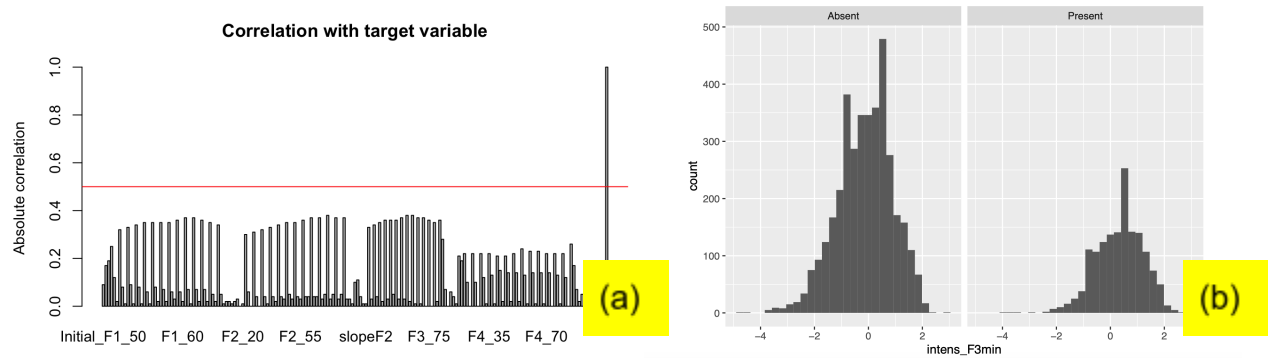 Correlation with target variable
Absolute correlation
1.0
0.8
0.6
0.4
0.2
0.0
Initial_F1_50 F1_60 F2_20 F2_55 slopeF2 F3_75 F4_35 F4_70
(a)
Absent Present
count
500
400
300
200
100
0
−4 −2 0 2 −4 −2 0 2
intens_F3min
(b)